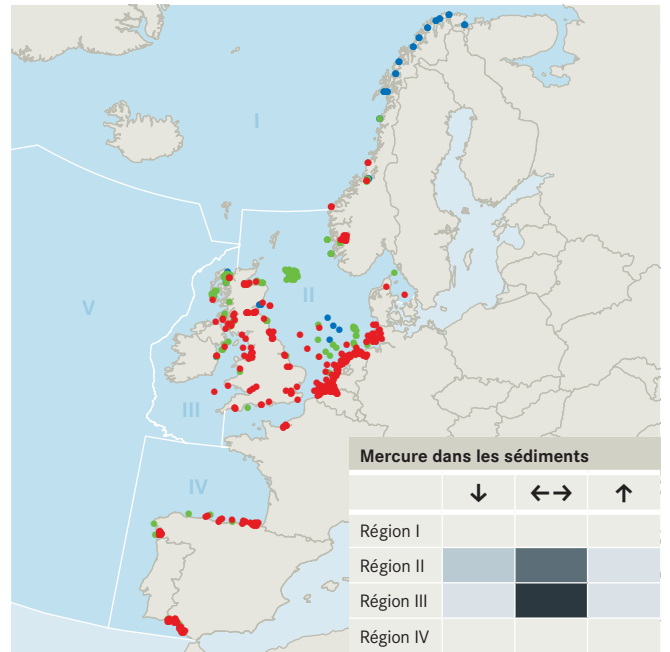 I
II
V
III
IV
Mercure dans les sédiments
↓ ←→ ↑
Région I
Région II
Région III
Région IV